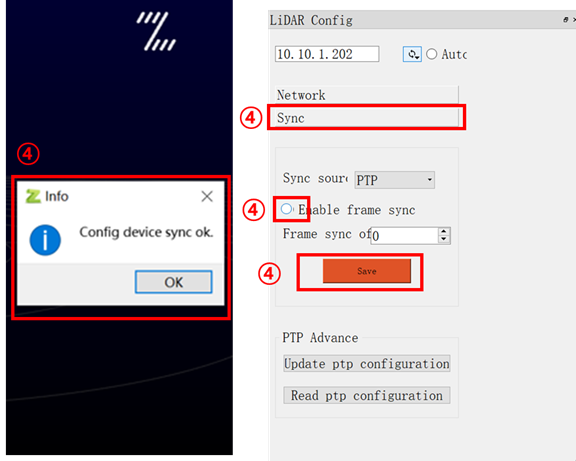 ④
Info
Config device sync ok.
OK
LiDAR Config
10.10.1.202
Auto
Network
④
Sync
Sync sour
PTP
④
Enable frame sync
Frame sync of
0
④
Save
PTP Advance
Update ptp configuration
Read ptp configuration